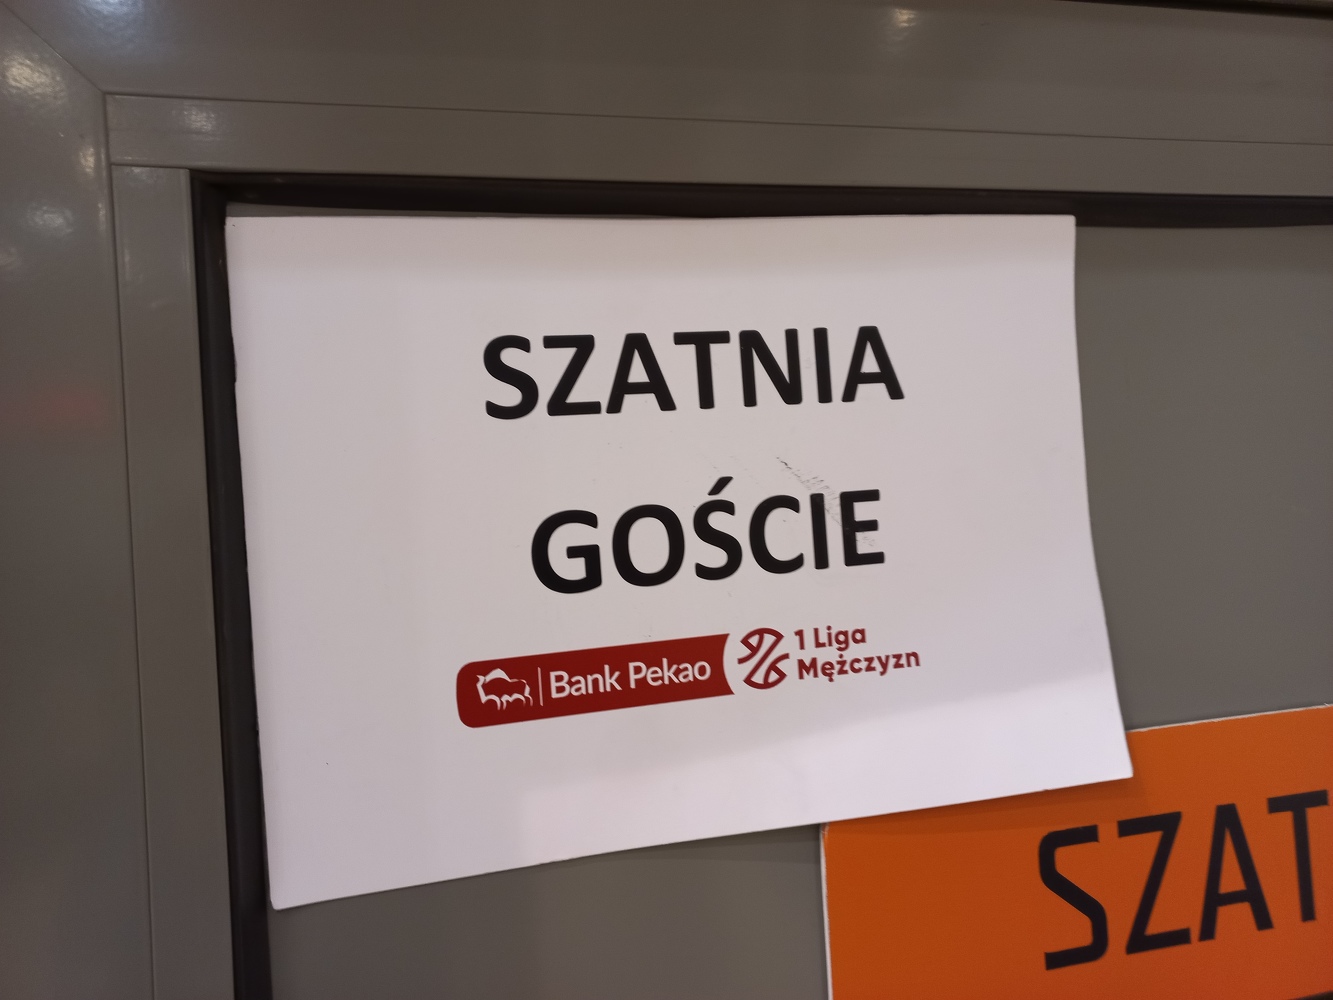 SZATNIA
GOŚCIE
Bank Pekao
1 Liga
Mężczyzn
SZAT